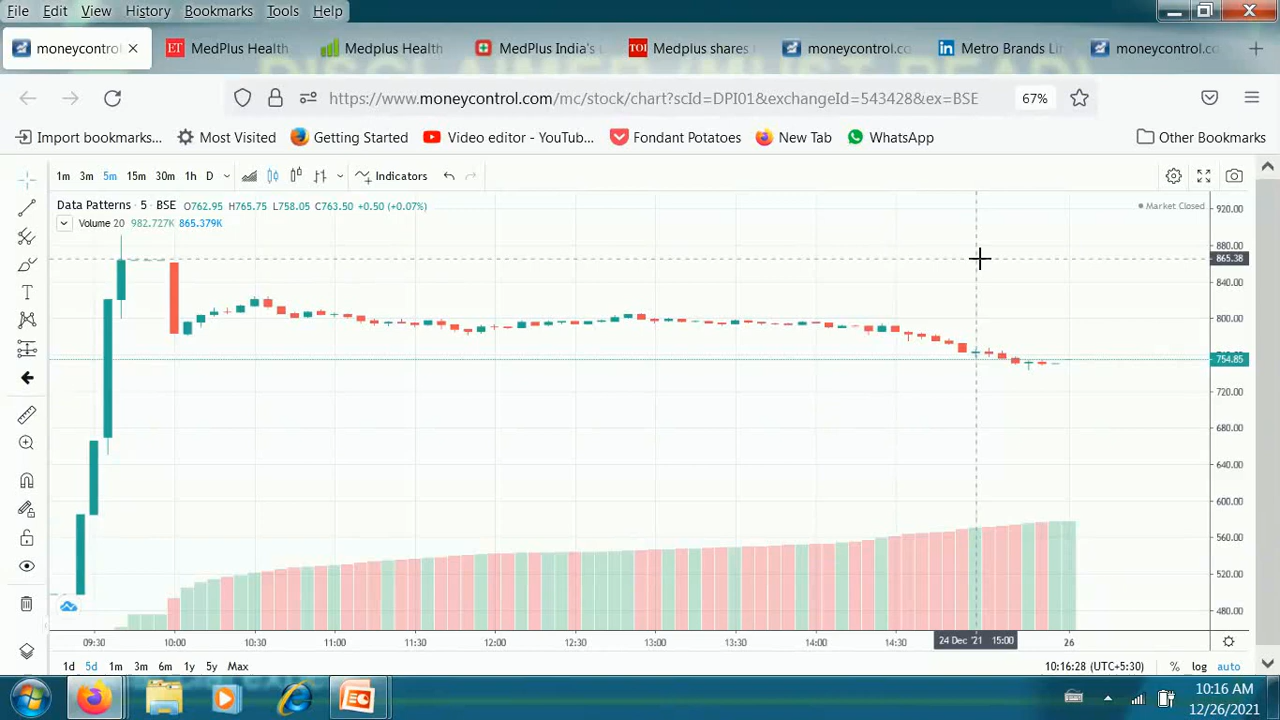 File Edit View History Bookmarks Tools Help
moneycontrol × MedPlus Health Medplus Health MedPlus India's Medplus shares moneycontrol.co Metro Brands Li moneycontrol.co +
https://www.moneycontrol.com/mc/stock/chart?scId=DPI01&exchangeId=543428&ex=BSE 67%
Import bookmarks... Most Visited Getting Started Video editor - YouTub... Fondant Potatoes New Tab WhatsApp Other Bookmarks
1m 3m 5m 15m 30m 1h D Indicators
Data Patterns · 5 · BSE O762.95 H765.75 L758.05 C763.50 +0.50 (+0.07%)
Market Closed
Volume 20 982.727K 865.379K
920.00
880.00
865.38
840.00
800.00
754.85
720.00
680.00
640.00
600.00
560.00
520.00
480.00
09:30 10:00 10:30 11:00 11:30 12:00 12:30 13:00 13:30 14:00 14:30 24 Dec '21 15:00 26
1d 5d 1m 3m 6m 1y 5y Max 10:16:28 (UTC+5:30) % log auto
10:16 AM
12/26/2021